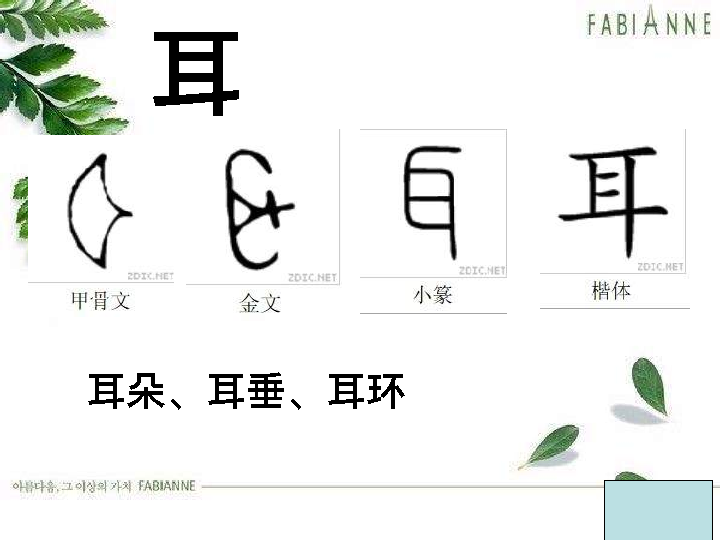 FABIANNE
耳
耳
ZDIC.NET ZDIC.NET ZDIC.NET ZDIC.NET
甲骨文 金文 小篆 楷体
耳朵、耳垂、耳环
아름다움, 그 이상의 가치 FABIANNE